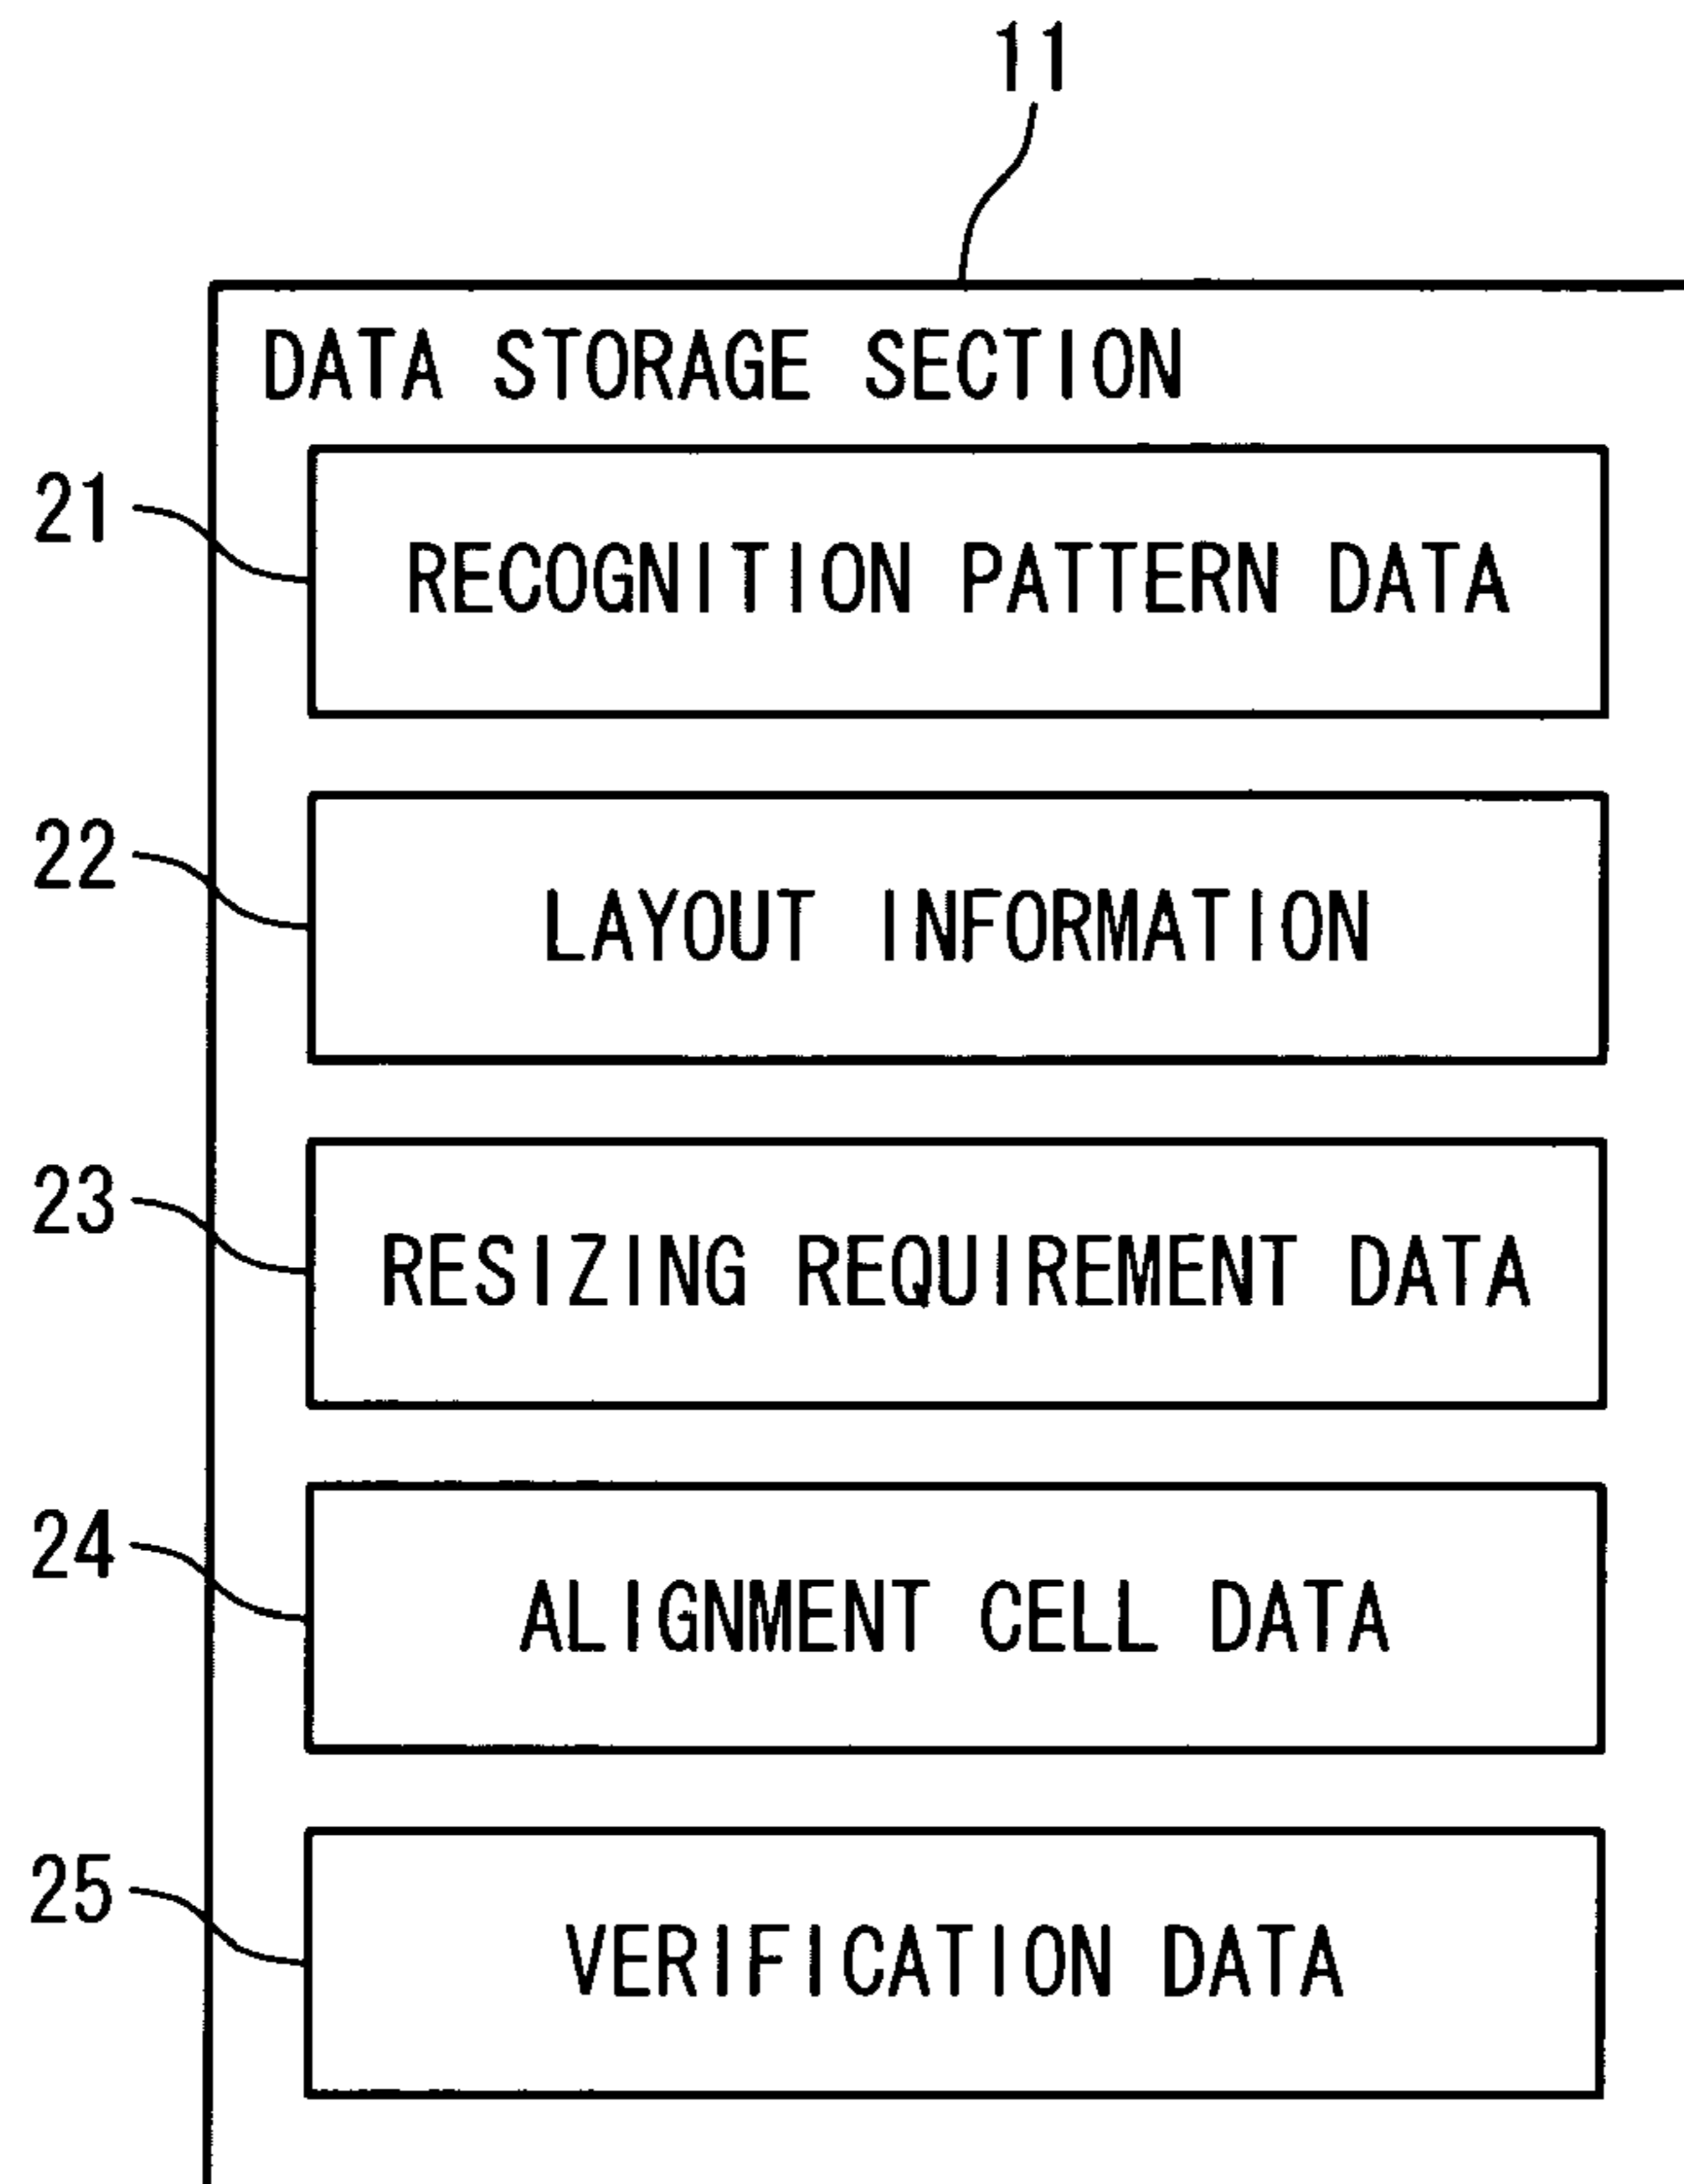 11
DATA STORAGE SECTION
21
RECOGNITION PATTERN DATA
22
LAYOUT INFORMATION
23
RESIZING REQUIREMENT DATA
24
ALIGNMENT CELL DATA
25
VERIFICATION DATA